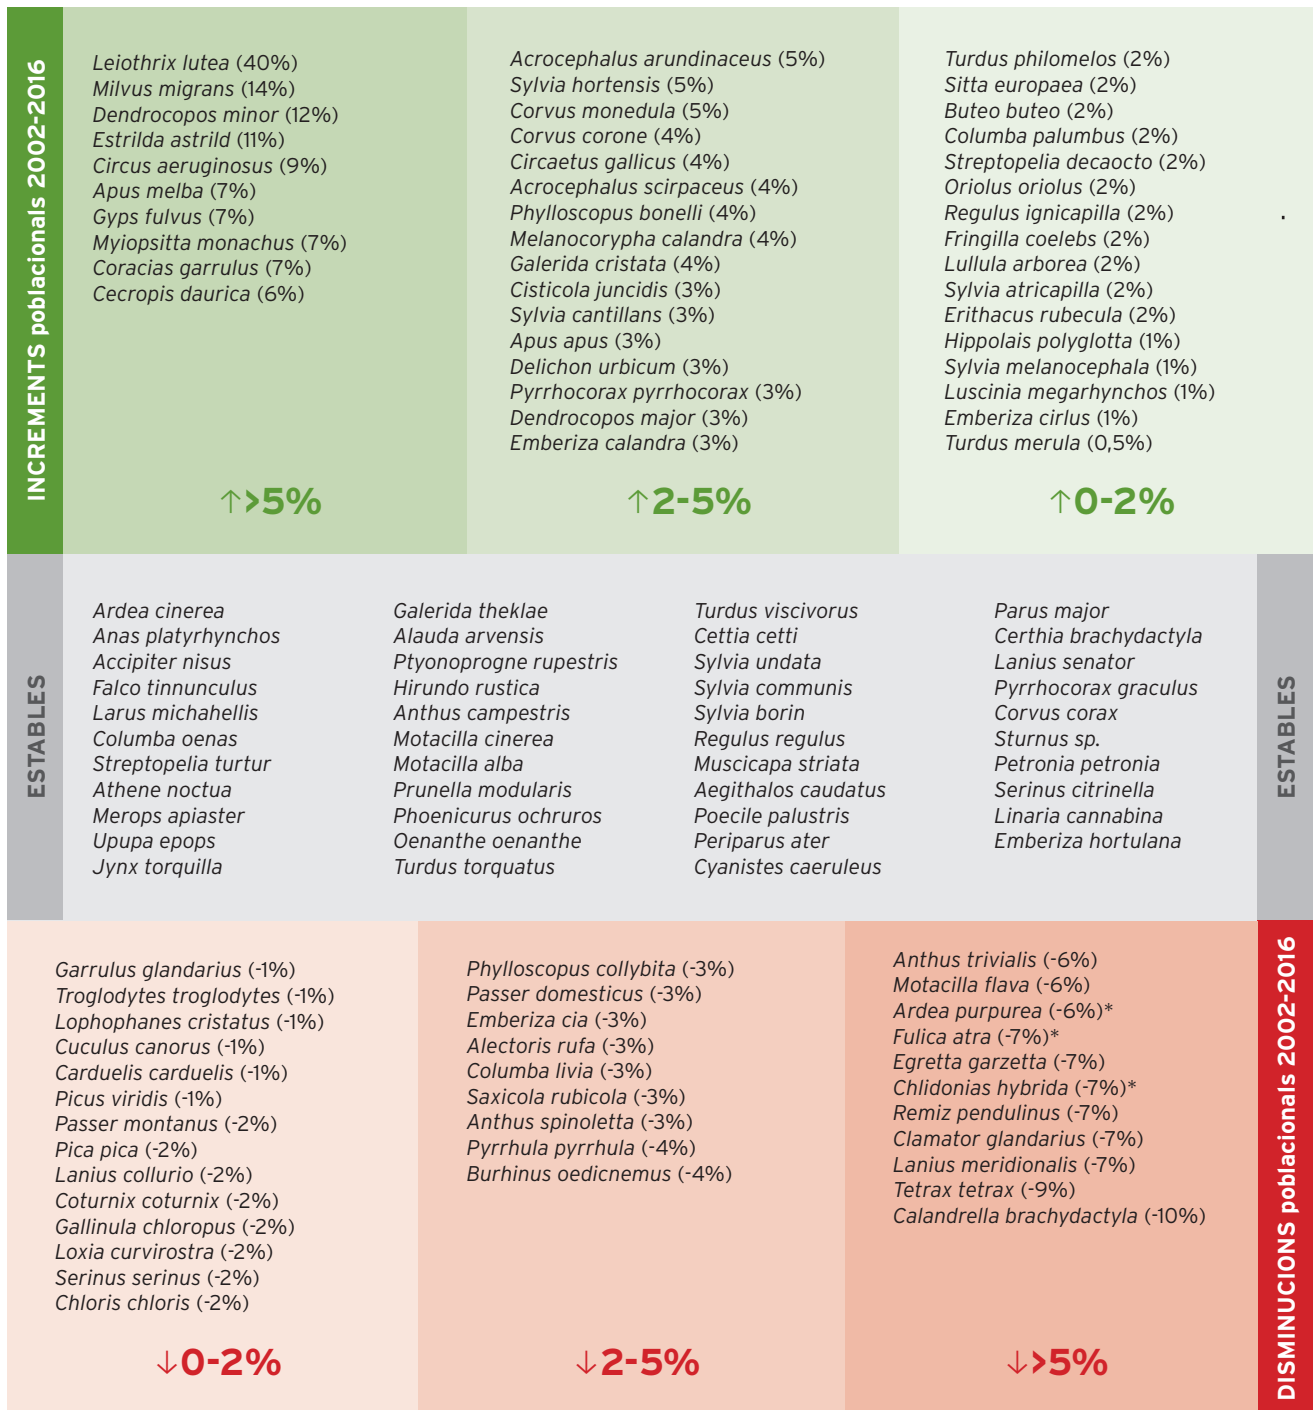 INCREMENTS poblacionals 2002-2016
Leiothrix lutea (40%)
Milvus migrans (14%)
Dendrocopos minor (12%)
Estrilda astrild (11%)
Circus aeruginosus (9%)
Apus melba (7%)
Gyps fulvus (7%)
Myiopsitta monachus (7%)
Coracias garrulus (7%)
Cecropis daurica (6%)
↑>5%
Acrocephalus arundinaceus (5%)
Sylvia hortensis (5%)
Corvus monedula (5%)
Corvus corone (4%)
Circaetus gallicus (4%)
Acrocephalus scirpaceus (4%)
Phylloscopus bonelli (4%)
Melanocorypha calandra (4%)
Galerida cristata (4%)
Cisticola juncidis (3%)
Sylvia cantillans (3%)
Apus apus (3%)
Delichon urbicum (3%)
Pyrrhocorax pyrrhocorax (3%)
Dendrocopos major (3%)
Emberiza calandra (3%)
↑2-5%
Turdus philomelos (2%)
Sitta europaea (2%)
Buteo buteo (2%)
Columba palumbus (2%)
Streptopelia decaocto (2%)
Oriolus oriolus (2%)
Regulus ignicapilla (2%)
Fringilla coelebs (2%)
Lullula arborea (2%)
Sylvia atricapilla (2%)
Erithacus rubecula (2%)
Hippolais polyglotta (1%)
Sylvia melanocephala (1%)
Luscinia megarhynchos (1%)
Emberiza cirlus (1%)
Turdus merula (0,5%)
.
↑0-2%
ESTABLES
Ardea cinerea
Anas platyrhynchos
Accipiter nisus
Falco tinnunculus
Larus michahellis
Columba oenas
Streptopelia turtur
Athene noctua
Merops apiaster
Upupa epops
Jynx torquilla
Galerida theklae
Alauda arvensis
Ptyonoprogne rupestris
Hirundo rustica
Anthus campestris
Motacilla cinerea
Motacilla alba
Prunella modularis
Phoenicurus ochruros
Oenanthe oenanthe
Turdus torquatus
Turdus viscivorus
Cettia cetti
Sylvia undata
Sylvia communis
Sylvia borin
Regulus regulus
Muscicapa striata
Aegithalos caudatus
Poecile palustris
Periparus ater
Cyanistes caeruleus
Parus major
Certhia brachydactyla
Lanius senator
Pyrrhocorax graculus
Corvus corax
Sturnus sp.
Petronia petronia
Serinus citrinella
Linaria cannabina
Emberiza hortulana
ESTABLES
Garrulus glandarius (-1%)
Troglodytes troglodytes (-1%)
Lophophanes cristatus (-1%)
Cuculus canorus (-1%)
Carduelis carduelis (-1%)
Picus viridis (-1%)
Passer montanus (-2%)
Pica pica (-2%)
Lanius collurio (-2%)
Coturnix coturnix (-2%)
Gallinula chloropus (-2%)
Loxia curvirostra (-2%)
Serinus serinus (-2%)
Chloris chloris (-2%)
↓0-2%
Phylloscopus collybita (-3%)
Passer domesticus (-3%)
Emberiza cia (-3%)
Alectoris rufa (-3%)
Columba livia (-3%)
Saxicola rubicola (-3%)
Anthus spinoletta (-3%)
Pyrrhula pyrrhula (-4%)
Burhinus oedicnemus (-4%)
↓2-5%
Anthus trivialis (-6%)
Motacilla flava (-6%)
Ardea purpurea (-6%)*
Fulica atra (-7%)*
Egretta garzetta (-7%)
Chlidonias hybrida (-7%)*
Remiz pendulinus (-7%)
Clamator glandarius (-7%)
Lanius meridionalis (-7%)
Tetrax tetrax (-9%)
Calandrella brachydactyla (-10%)
↓>5%
DISMINUCIONS poblacionals 2002-2016